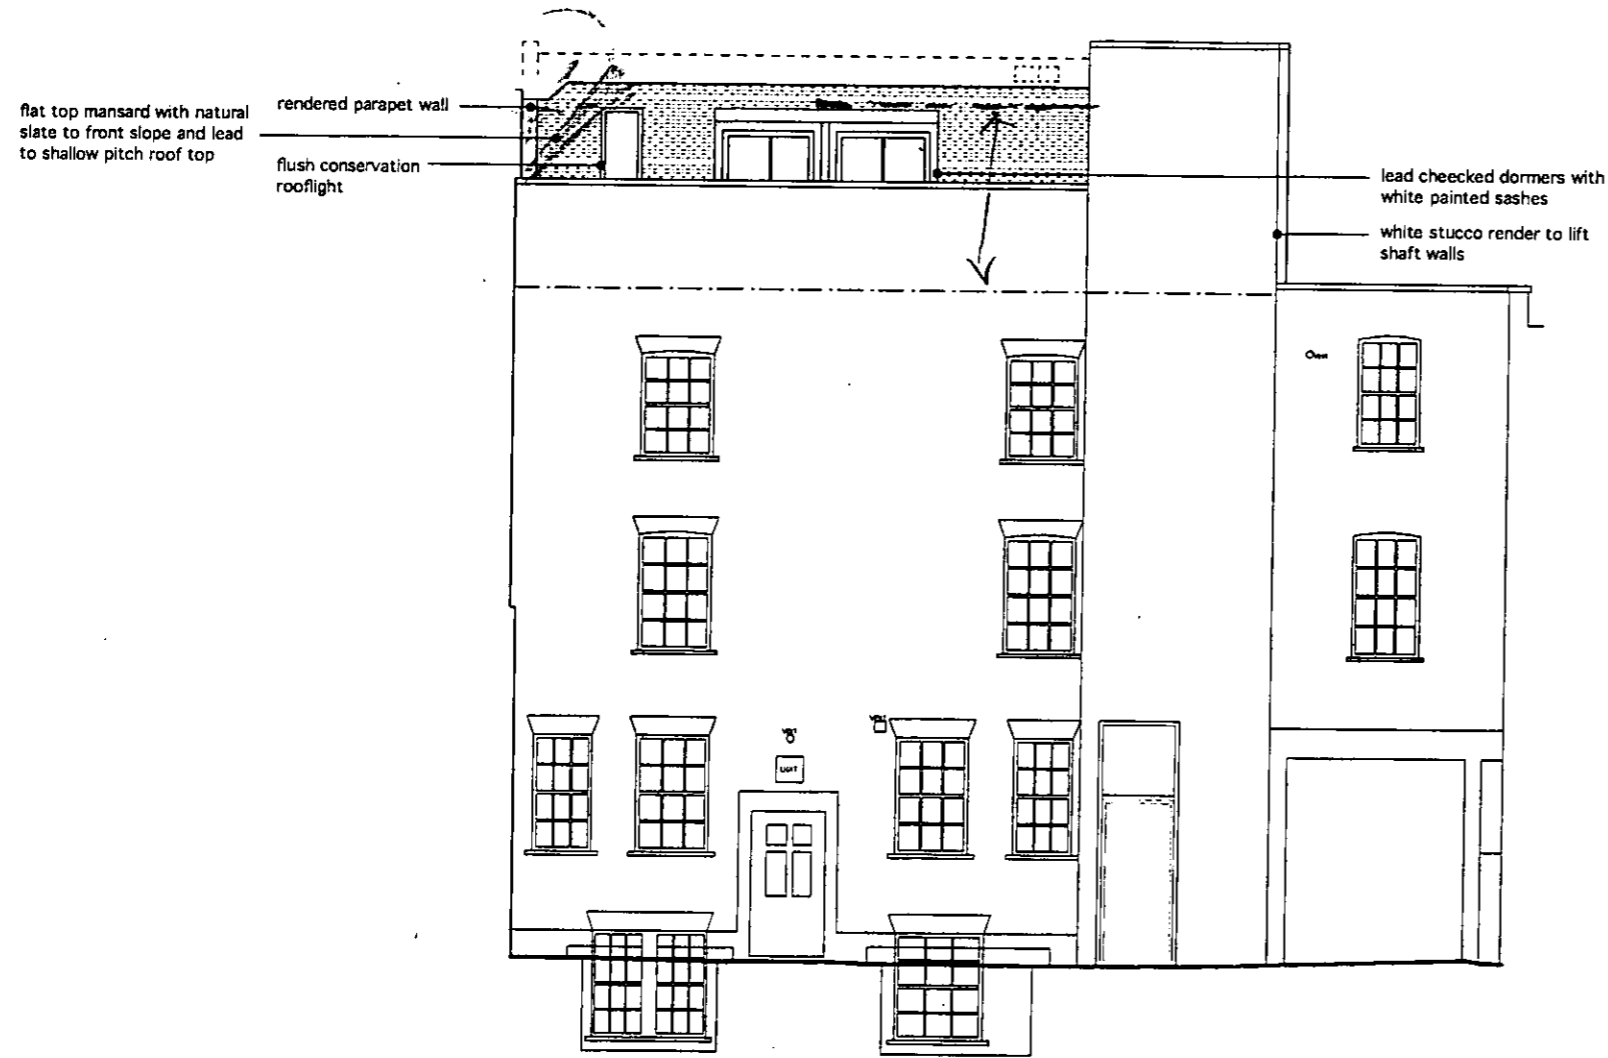 flat top mansard with natural
slate to front slope and lead
to shallow pitch roof top
rendered parapet wall
flush conservation
rooflight
lead cheecked dormers with
white painted sashes
white stucco render to lift
shaft walls
VENT
LIGHT